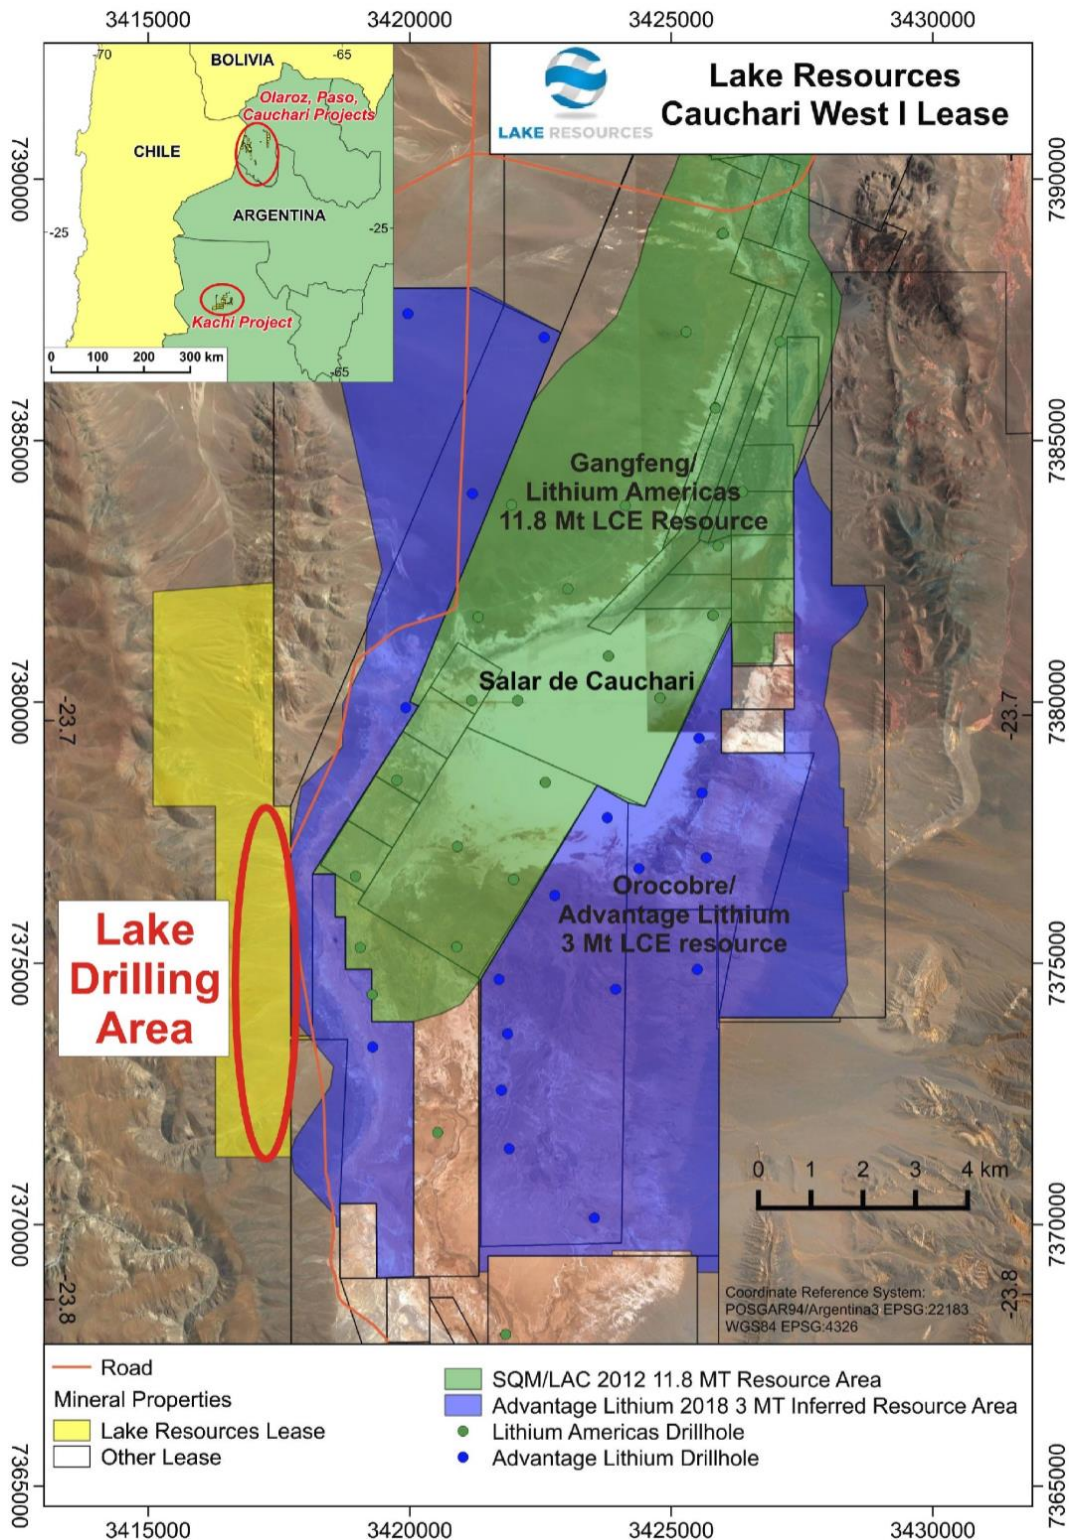 3415000
3420000
3425000
3430000
-70
-65
BOLIVIA
Olaroz, Paso,
Cauchari Projects
CHILE
ARGENTINA
-25
-25
Kachi Project
0 100 200 300 km
-65
LAKE RESOURCES
Lake Resources
Cauchari West I Lease
7390000
7390000
7385000
7385000
Gangfeng/
Lithium Americas
11.8 Mt LCE Resource
Salar de Cauchari
7380000
-23.7
-23.7
7380000
Orocobre/
Advantage Lithium
3 Mt LCE resource
Lake
Drilling
Area
7375000
7375000
0 1 2 3 4 km
7370000
7370000
-23.8
-23.8
Coordinate Reference System:
POSGAR94/Argentina3 EPSG:22183
WGS84 EPSG:4326
Road
Mineral Properties
Lake Resources Lease
Other Lease
SQM/LAC 2012 11.8 MT Resource Area
Advantage Lithium 2018 3 MT Inferred Resource Area
Lithium Americas Drillhole
Advantage Lithium Drillhole
7365000
7365000
3415000
3420000
3425000
3430000